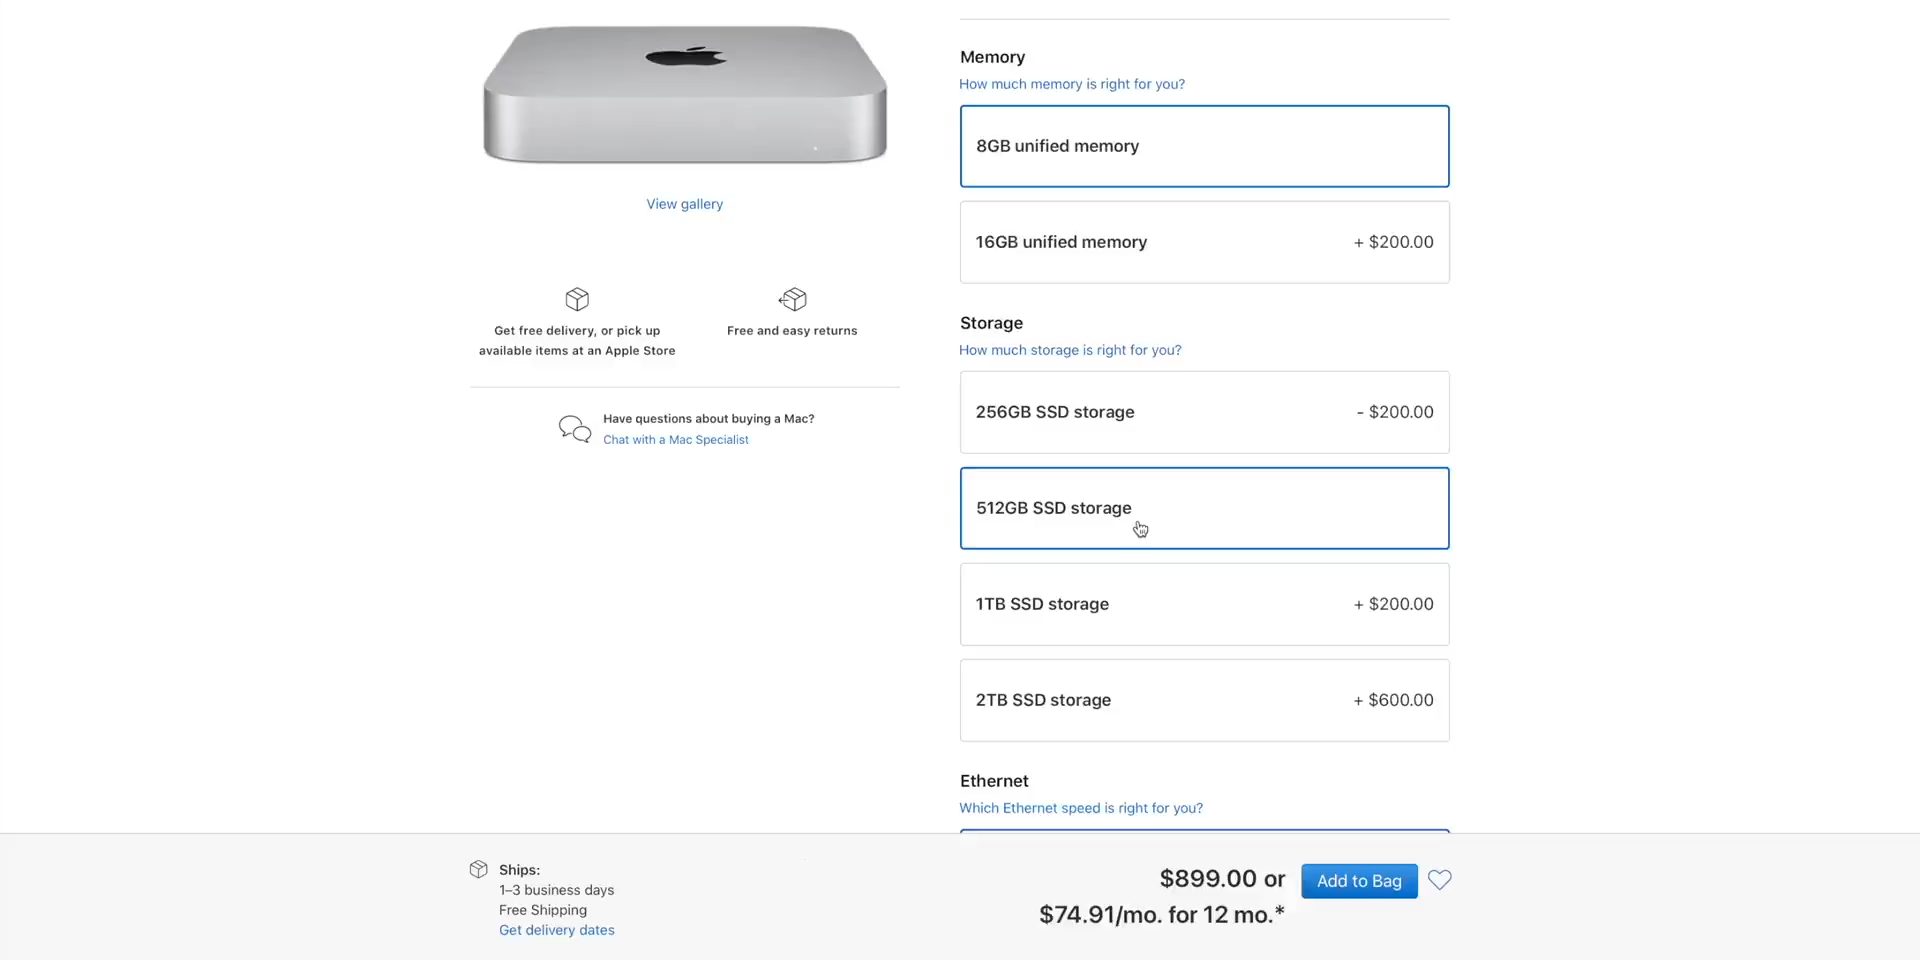 View gallery
Get free delivery, or pick up
available items at an Apple Store
Free and easy returns
Have questions about buying a Mac?
Chat with a Mac Specialist
Memory
How much memory is right for you?
8GB unified memory
16GB unified memory + $200.00
Storage
How much storage is right for you?
256GB SSD storage - $200.00
512GB SSD storage
1TB SSD storage + $200.00
2TB SSD storage + $600.00
Ethernet
Which Ethernet speed is right for you?
Ships:
1–3 business days
Free Shipping
Get delivery dates
$899.00 or
$74.91/mo. for 12 mo.*
Add to Bag